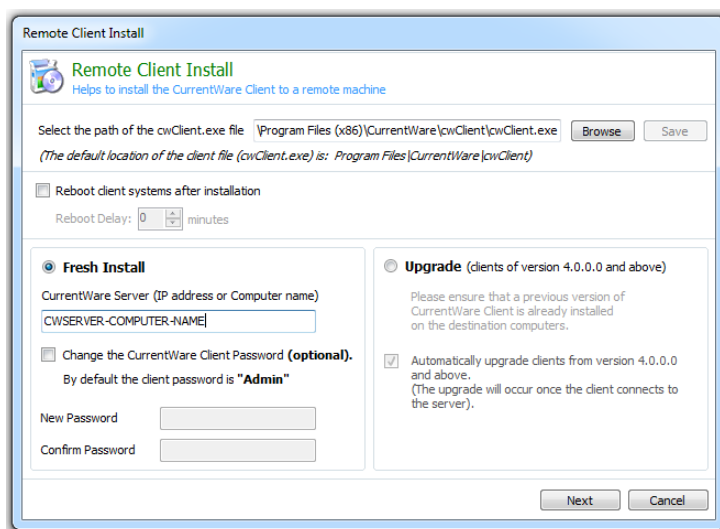 Remote Client Install
Remote Client Install
Helps to install the CurrentWare Client to a remote machine
Select the path of the cwClient.exe file \Program Files (x86)\CurrentWare\cwClient\cwClient.exe Browse Save
(The default location of the client file (cwClient.exe) is: Program Files\CurrentWare\cwClient)
Reboot client systems after installation
Reboot Delay: 0 minutes
Fresh Install
CurrentWare Server (IP address or Computer name)
CWSERVER-COMPUTER-NAME
Change the CurrentWare Client Password (optional).
By default the client password is "Admin"
New Password
Confirm Password
Upgrade (clients of version 4.0.0.0 and above)
Please ensure that a previous version of
CurrentWare Client is already installed
on the destination computers.
Automatically upgrade clients from version 4.0.0.0
and above.
(The upgrade will occur once the client connects to
the server).
Next Cancel